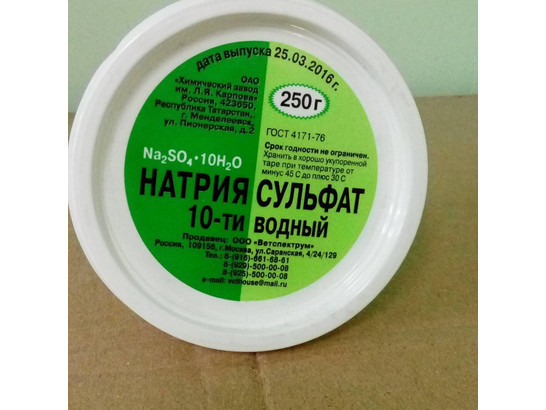 дата выпуска 25.03.2016 г.
ОАО
«Химический завод
им. Л.Я. Карпова»
Россия, 423650,
Республика Татарстан,
г. Менделеевск,
ул. Пионерская, д.2
250 г
ГОСТ 4171-76
Срок годности не ограничен.
Хранить в хорошо укупоренной
таре при температуре от
минус 45 С до плюс 30 С
Na₂SO₄·10H₂O
НАТРИЯ СУЛЬФАТ
10-ти водный
Продавец: ООО «Ветспектрум»
Россия, 109156, г.Москва, ул.Саранская, 4/24/129
Тел.: 8-(916)-661-68-61
8-(929)-500-00-08
8-(925)-500-00-08
e-mail: vethouse@mail.ru